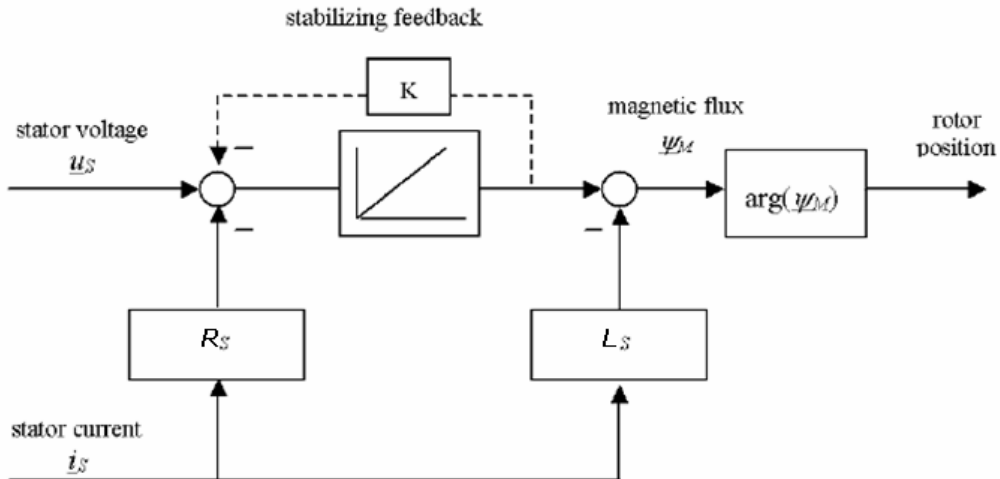 stabilizing feedback
K
stator voltage
u_S
magnetic flux
ψ_M
rotor
position
arg(ψ_M)
R_S
L_S
stator current
i_S